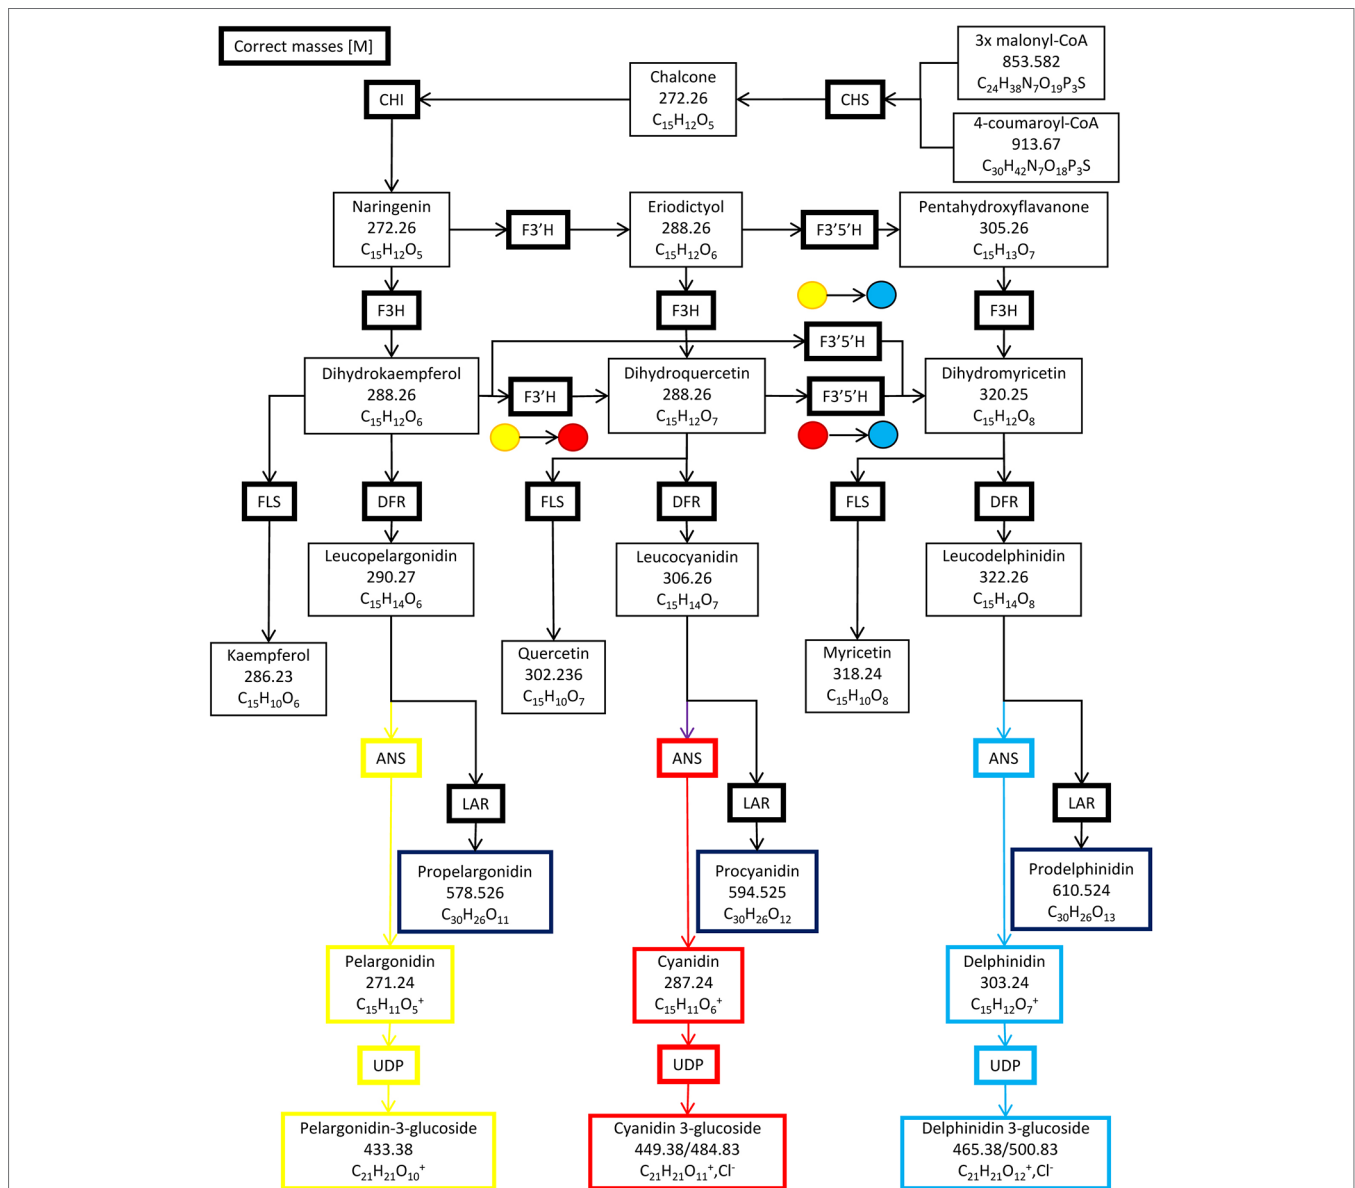 Correct masses [M]
3x malonyl-CoA
853.582
C₂₄H₃₈N₇O₁₉P₃S
Chalcone
272.26
C₁₅H₁₂O₅
CHI
CHS
4-coumaroyl-CoA
913.67
C₃₀H₄₂N₇O₁₈P₃S
Naringenin
272.26
C₁₅H₁₂O₅
F3’H
Eriodictyol
288.26
C₁₅H₁₂O₆
F3’5’H
Pentahydroxyflavanone
305.26
C₁₅H₁₃O₇
F3H
F3H
F3H
F3’5’H
Dihydrokaempferol
288.26
C₁₅H₁₂O₆
F3’H
Dihydroquercetin
288.26
C₁₅H₁₂O₇
F3’5’H
Dihydromyricetin
320.25
C₁₅H₁₂O₈
FLS
DFR
FLS
DFR
FLS
DFR
Leucopelargonidin
290.27
C₁₅H₁₄O₆
Leucocyanidin
306.26
C₁₅H₁₄O₇
Leucodelphinidin
322.26
C₁₅H₁₄O₈
Kaempferol
286.23
C₁₅H₁₀O₆
Quercetin
302.236
C₁₅H₁₀O₇
Myricetin
318.24
C₁₅H₁₀O₈
ANS
ANS
ANS
LAR
LAR
LAR
Propelargonidin
578.526
C₃₀H₂₆O₁₁
Procyanidin
594.525
C₃₀H₂₆O₁₂
Prodelphinidin
610.524
C₃₀H₂₆O₁₃
Pelargonidin
271.24
C₁₅H₁₁O₅⁺
Cyanidin
287.24
C₁₅H₁₁O₆⁺
Delphinidin
303.24
C₁₅H₁₂O₇⁺
UDP
UDP
UDP
Pelargonidin-3-glucoside
433.38
C₂₁H₂₁O₁₀⁺
Cyanidin 3-glucoside
449.38/484.83
C₂₁H₂₁O₁₁⁺,Cl⁻
Delphinidin 3-glucoside
465.38/500.83
C₂₁H₂₁O₁₂⁺,Cl⁻